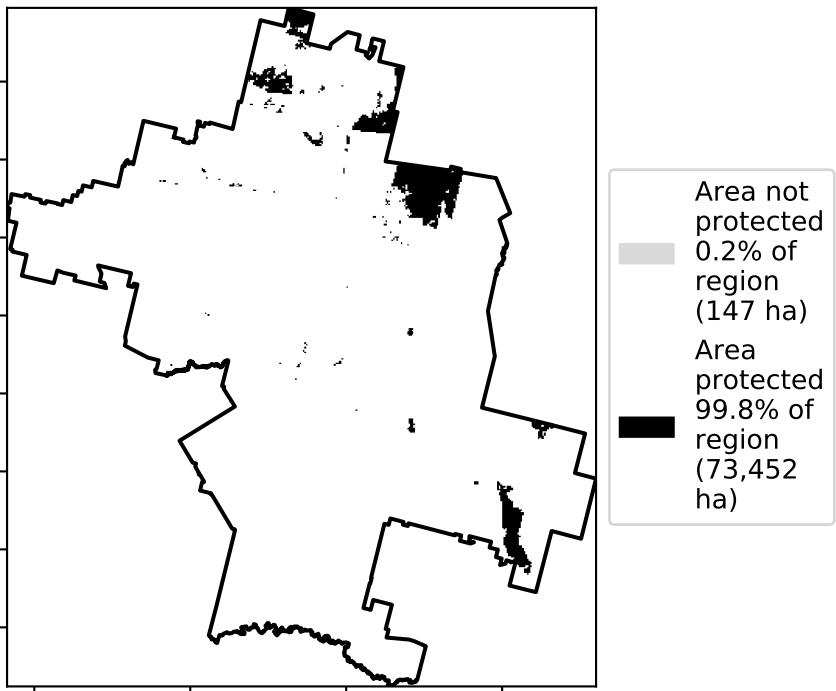 Area not
protected
0.2% of
region
(147 ha)
Area
protected
99.8% of
region
(73,452
ha)